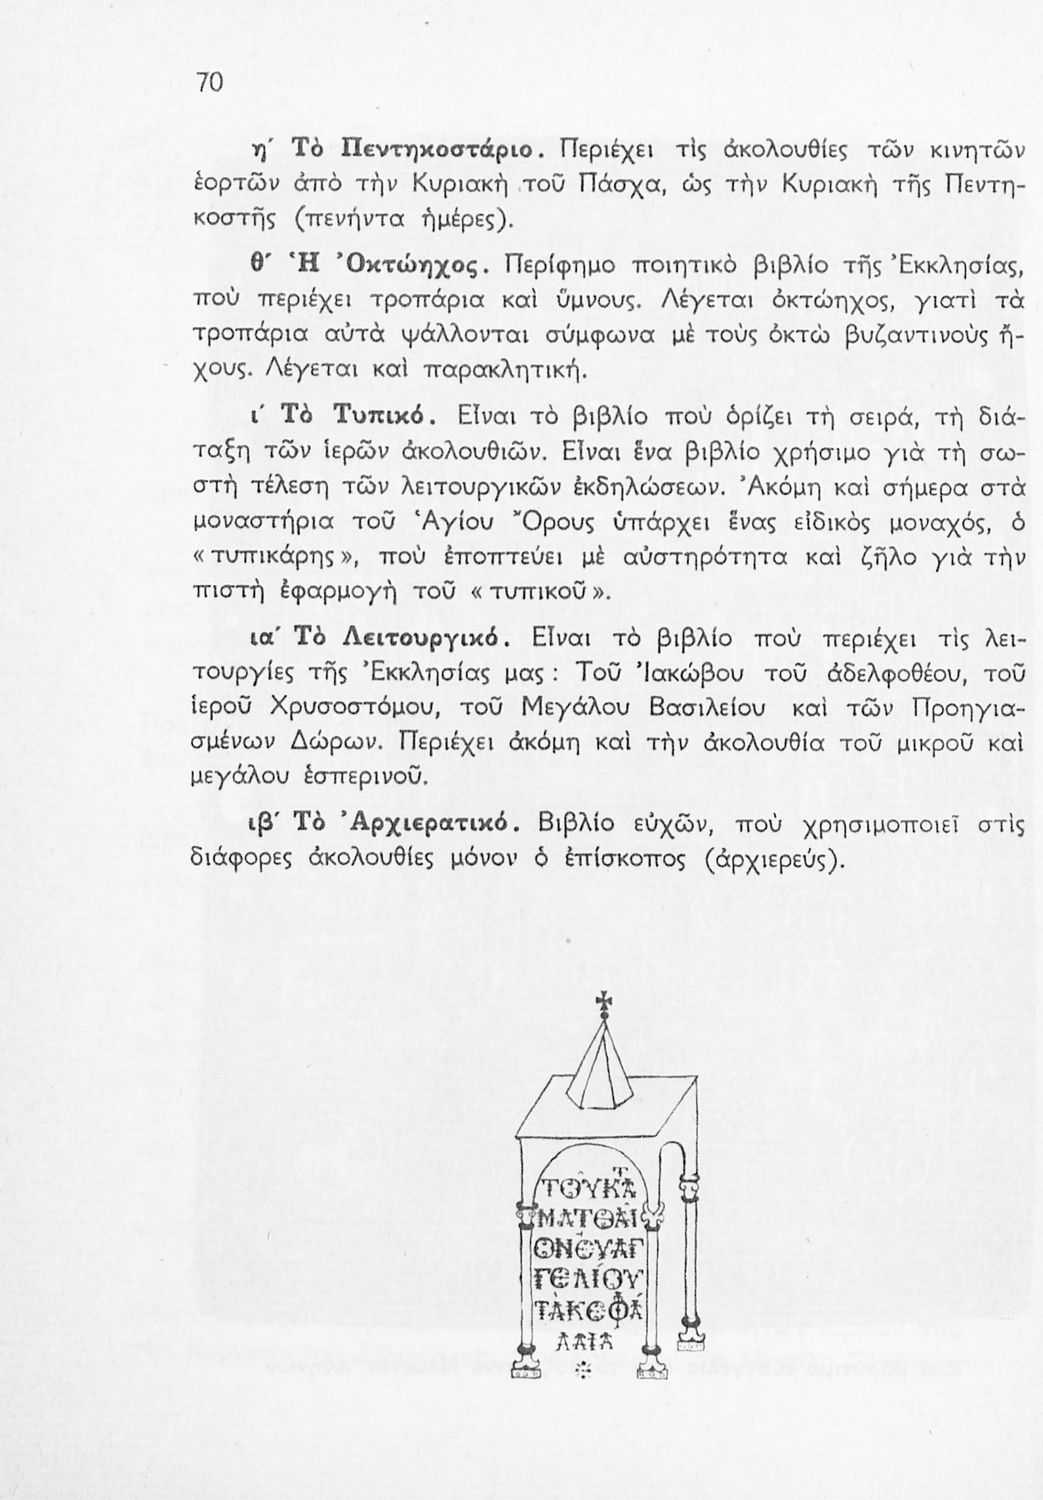 70
η΄ Τὸ Πεντηκοστάριο. Περιέχει τὶς ἀκολουθίες τῶν κινητῶν
ἑορτῶν ἀπὸ τὴν Κυριακὴ τοῦ Πάσχα, ὡς τὴν Κυριακὴ τῆς Πεντη-
κοστῆς (πενήντα ἡμέρες).
θ΄ Ἡ Ὀκτώηχος. Περίφημο ποιητικὸ βιβλίο τῆς Ἐκκλησίας,
ποὺ περιέχει τροπάρια καὶ ὕμνους. Λέγεται ὀκτώηχος, γιατὶ τὰ
τροπάρια αὐτὰ ψάλλονται σύμφωνα μὲ τοὺς ὀκτὼ βυζαντινοὺς ἤ-
χους. Λέγεται καὶ παρακλητική.
ι΄ Τὸ Τυπικό. Εἶναι τὸ βιβλίο ποὺ ὁρίζει τὴ σειρά, τὴ διά-
ταξη τῶν ἱερῶν ἀκολουθιῶν. Εἶναι ἕνα βιβλίο χρήσιμο γιὰ τὴ σω-
στὴ τέλεση τῶν λειτουργικῶν ἐκδηλώσεων. Ἀκόμη καὶ σήμερα στὰ
μοναστήρια τοῦ Ἁγίου Ὄρους ὑπάρχει ἕνας εἰδικὸς μοναχός, ὁ
«τυπικάρης», ποὺ ἐποπτεύει μὲ αὐστηρότητα καὶ ζῆλο γιὰ τὴν
πιστὴ ἐφαρμογὴ τοῦ «τυπικοῦ».
ια΄ Τὸ Λειτουργικό. Εἶναι τὸ βιβλίο ποὺ περιέχει τὶς λει-
τουργίες τῆς Ἐκκλησίας μας : Τοῦ Ἰακώβου τοῦ ἀδελφοθέου, τοῦ
ἱεροῦ Χρυσοστόμου, τοῦ Μεγάλου Βασιλείου καὶ τῶν Προηγια-
σμένων Δώρων. Περιέχει ἀκόμη καὶ τὴν ἀκολουθία τοῦ μικροῦ καὶ
μεγάλου ἑσπερινοῦ.
ιβ΄ Τὸ Ἀρχιερατικό. Βιβλίο εὐχῶν, ποὺ χρησιμοποιεῖ στὶς
διάφορες ἀκολουθίες μόνον ὁ ἐπίσκοπος (ἀρχιερεύς).
ΤΟΥ ΚΑΤ
ΜΑΤΘΑΙ
ΟΝ ΕΥΑΓ
ΓΕΛΙΟΥ
ΤΑ ΚΕΦΑ
ΛΑΙΑ